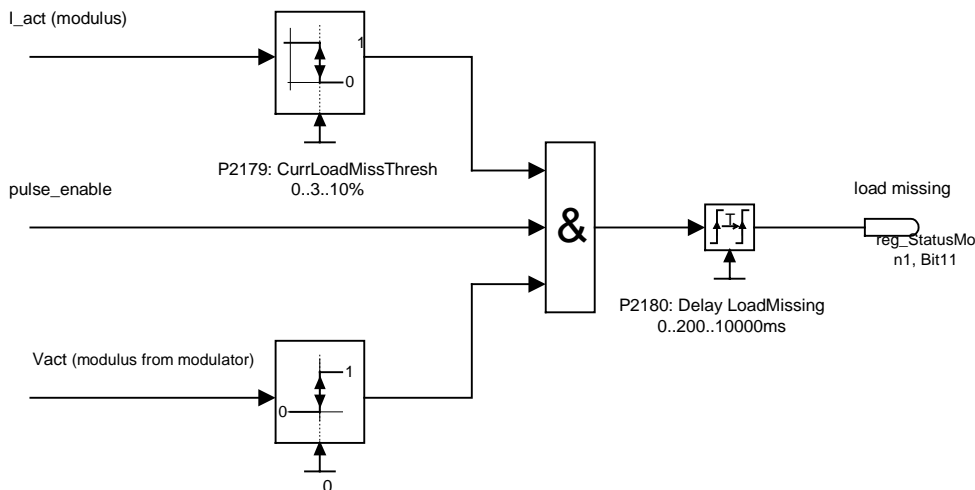 I_act (modulus)
1
0
P2179: CurrLoadMissThresh
0..3..10%
pulse_enable
&
load missing
T
reg_StatusMo
n1, Bit11
P2180: Delay LoadMissing
0..200..10000ms
Vact (modulus from modulator)
1
0
0